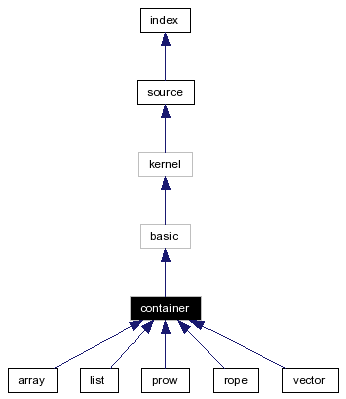 index
source
kernel
basic
container
array list prow rope vector